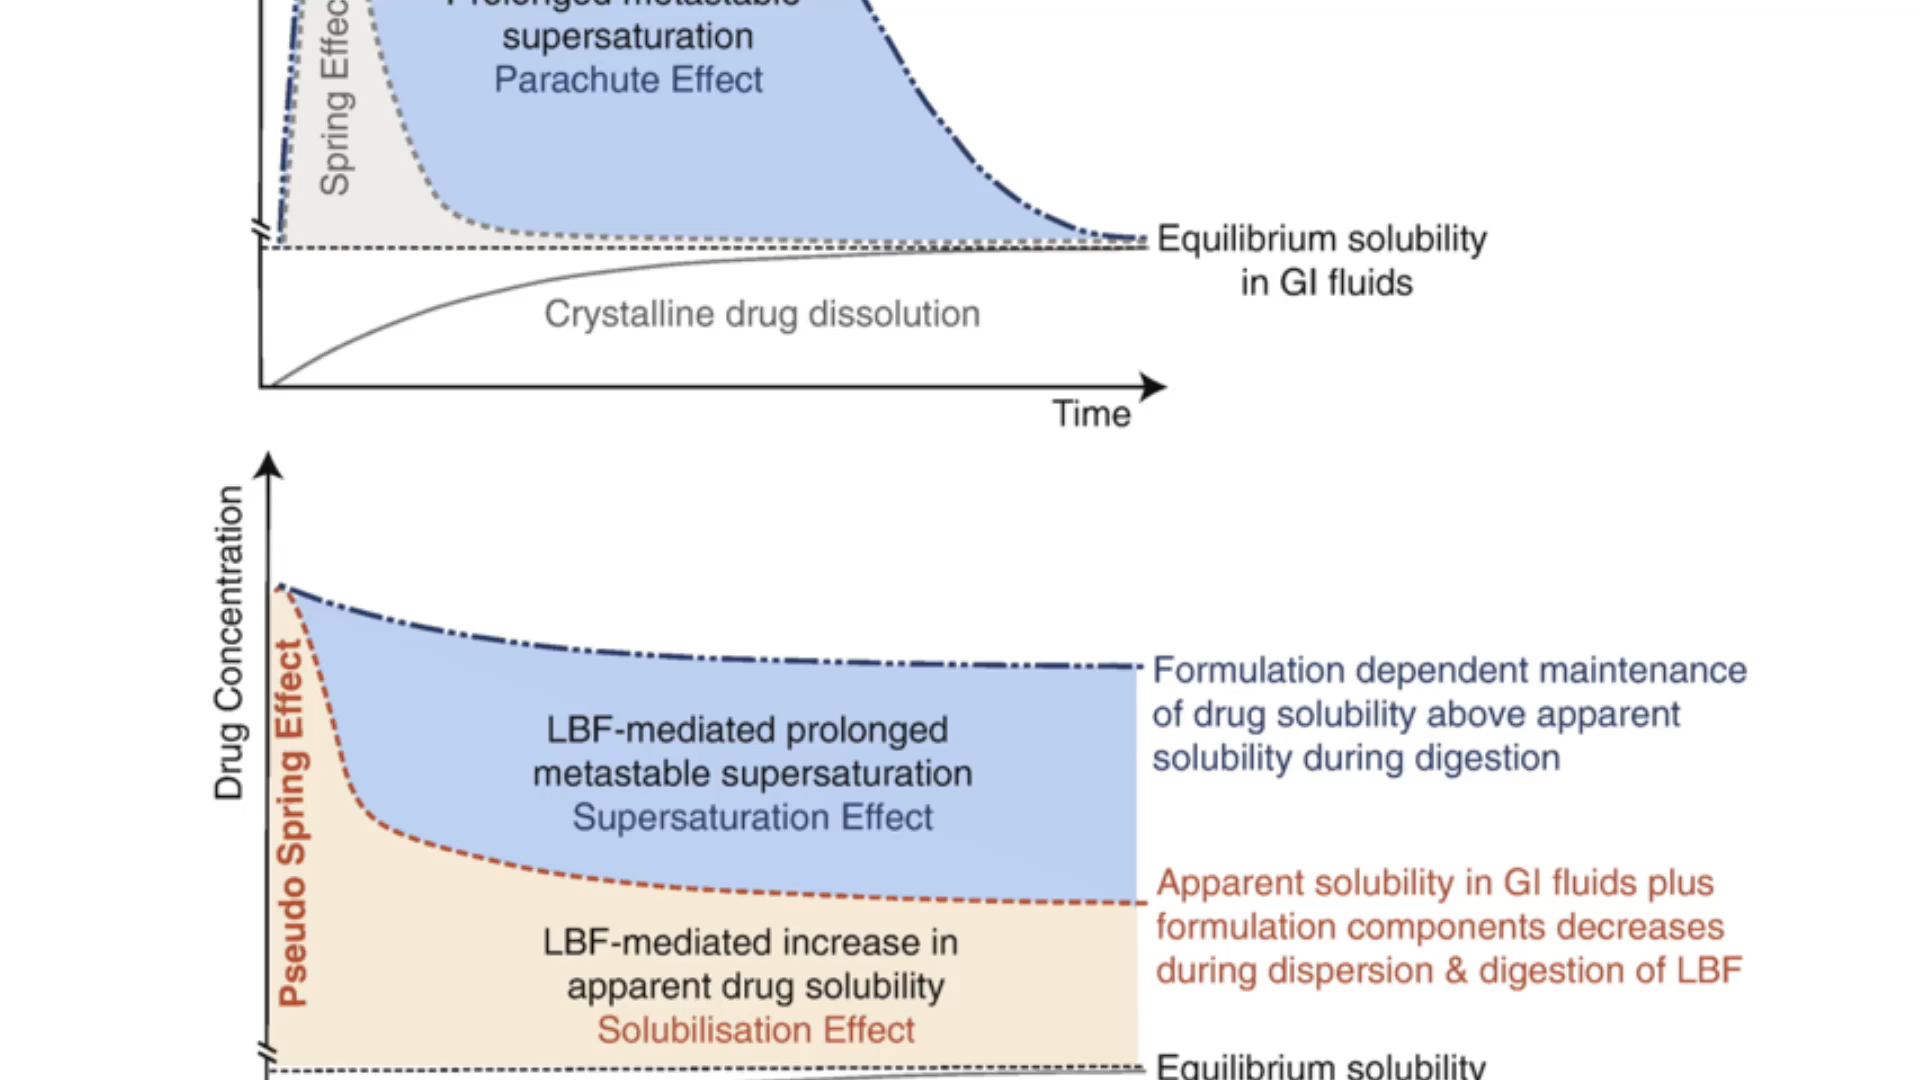 Prolonged metastable
supersaturation
Parachute Effect
Spring Effec
Equilibrium solubility
in GI fluids
Crystalline drug dissolution
Time
Drug Concentration
Pseudo Spring Effect
LBF-mediated prolonged
metastable supersaturation
Supersaturation Effect
Formulation dependent maintenance
of drug solubility above apparent
solubility during digestion
LBF-mediated increase in
apparent drug solubility
Solubilisation Effect
Apparent solubility in GI fluids plus
formulation components decreases
during dispersion & digestion of LBF
Equilibrium solubility